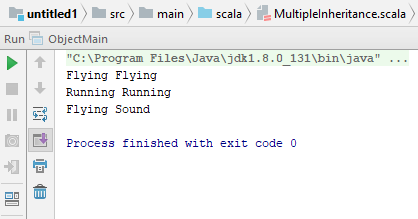 untitled1 src main scala MultipleInheritance.scala
Run ObjectMain
"C:\Program Files\Java\jdk1.8.0_131\bin\java" ...
Flying Flying
Running Running
Flying Sound
Process finished with exit code 0